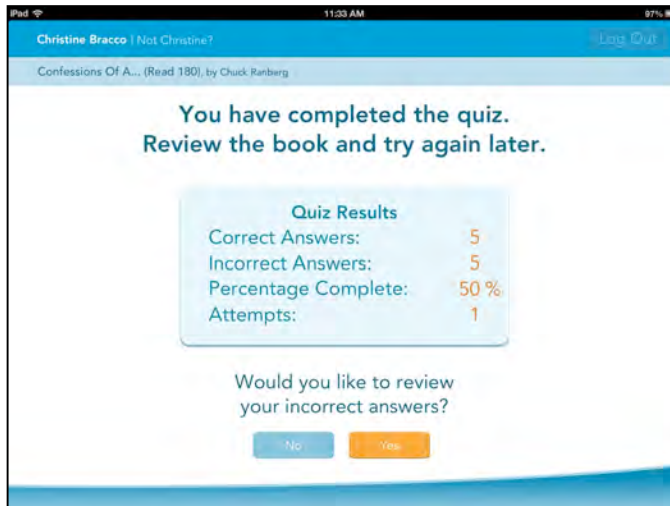 iPad 11:33 AM 97%
Christine Bracco | Not Christine? Log Out
Confessions Of A... (Read 180), by Chuck Ranberg
You have completed the quiz.
Review the book and try again later.
Quiz Results
Correct Answers: 5
Incorrect Answers: 5
Percentage Complete: 50 %
Attempts: 1
Would you like to review
your incorrect answers?
No Yes